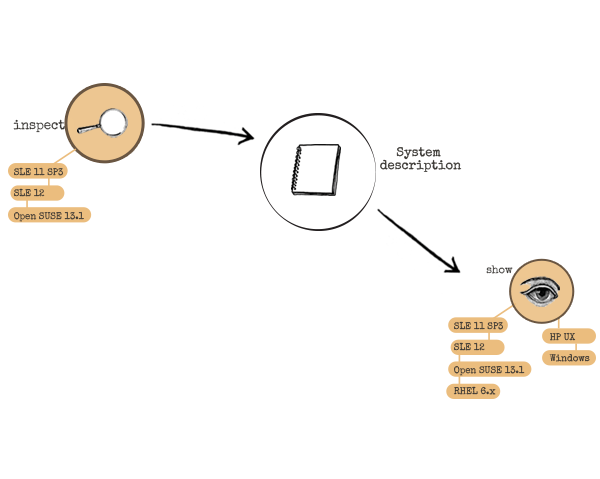 inspect
SLE 11 SP3
SLE 12
Open SUSE 13.1
System
description
show
SLE 11 SP3
SLE 12
Open SUSE 13.1
RHEL 6.x
HP UX
Windows